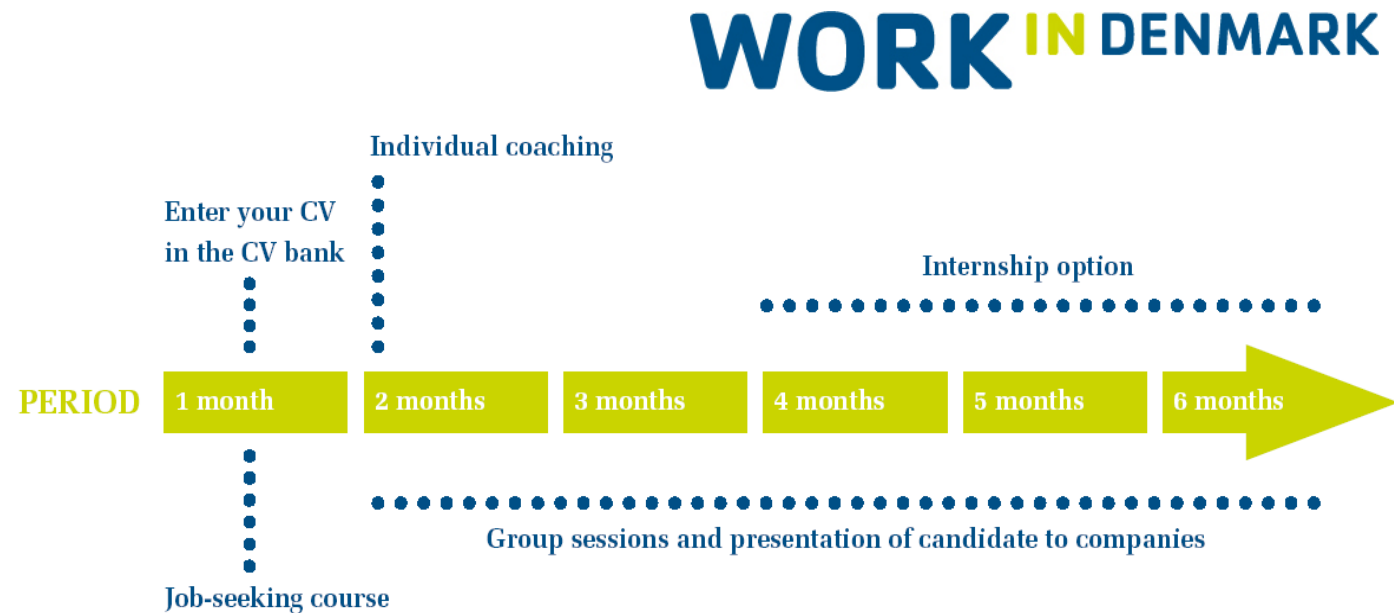 WORK IN DENMARK
Individual coaching
Enter your CV
in the CV bank
Internship option
PERIOD
1 month
2 months
3 months
4 months
5 months
6 months
Group sessions and presentation of candidate to companies
Job-seeking course